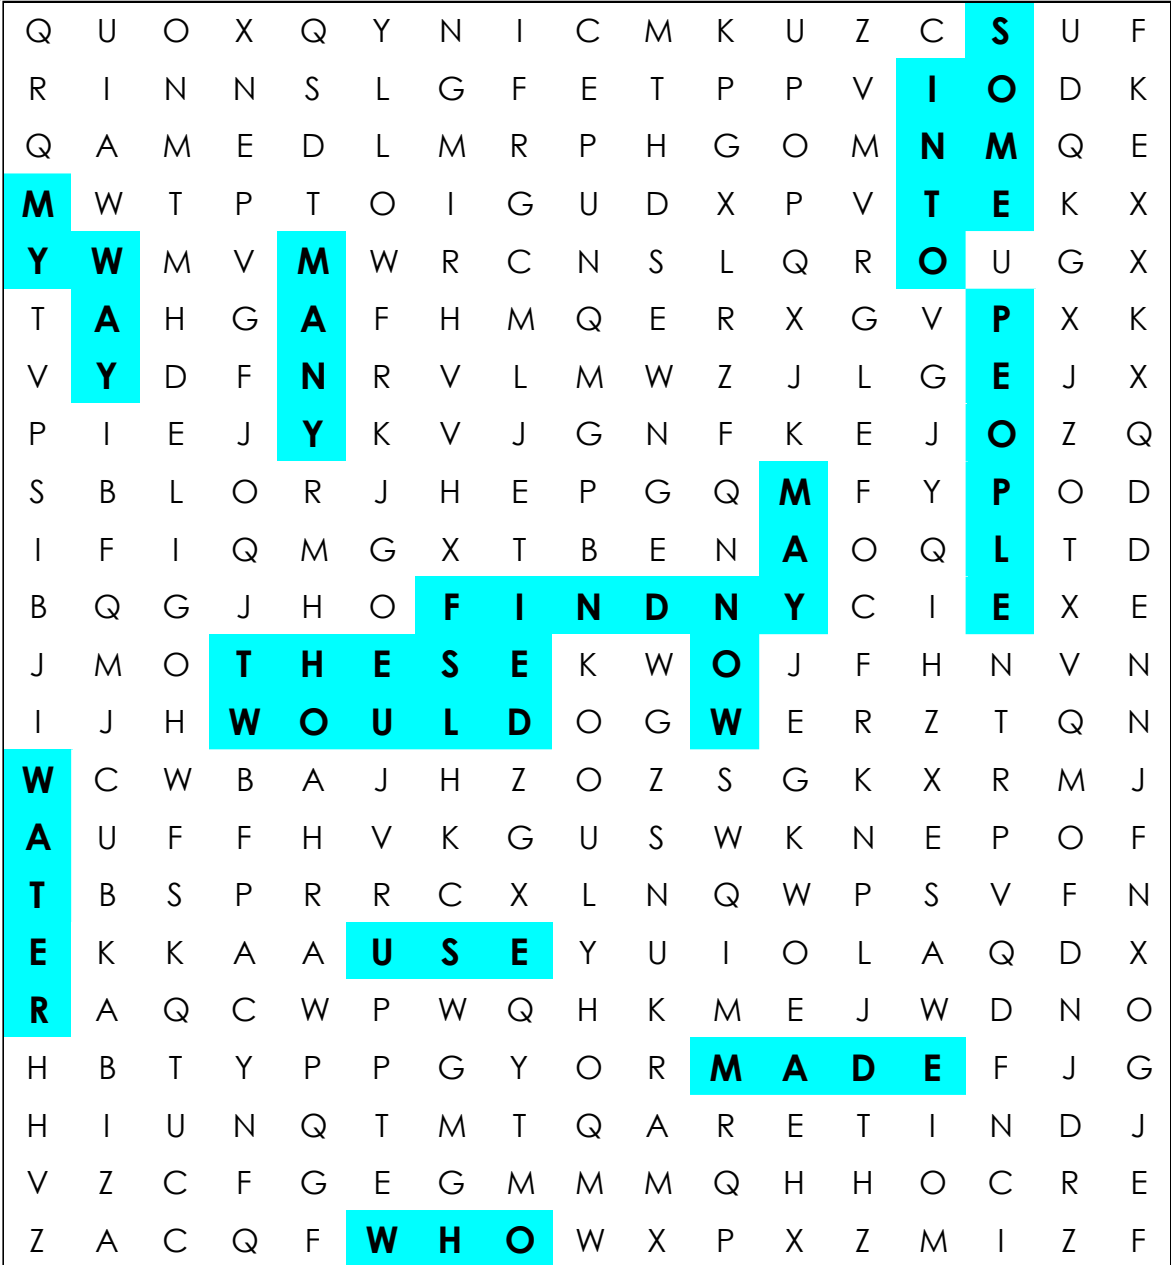 Q U O X Q Y N I C M K U Z C S U F
R I N N S L G F E T P P V I O D K
Q A M E D L M R P H G O M N M Q E
M W T P T O I G U D X P V T E K X
Y W M V M W R C N S L Q R O U G X
T A H G A F H M Q E R X G V P X K
V Y D F N R V L M W Z J L G E J X
P I E J Y K V J G N F K E J O Z Q
S B L O R J H E P G Q M F Y P O D
I F I Q M G X T B E N A O Q L T D
B Q G J H O F I N D N Y C I E X E
J M O T H E S E K W O J F H N V N
I J H W O U L D O G W E R Z T Q N
W C W B A J H Z O Z S G K X R M J
A U F F H V K G U S W K N E P O F
T B S P R R C X L N Q W P S V F N
E K K A A U S E Y U I O L A Q D X
R A Q C W P W Q H K M E J W D N O
H B T Y P P G Y O R M A D E F J G
H I U N Q T M T Q A R E T I N D J
V Z C F G E G M M M Q H H O C R E
Z A C Q F W H O W X P X Z M I Z F